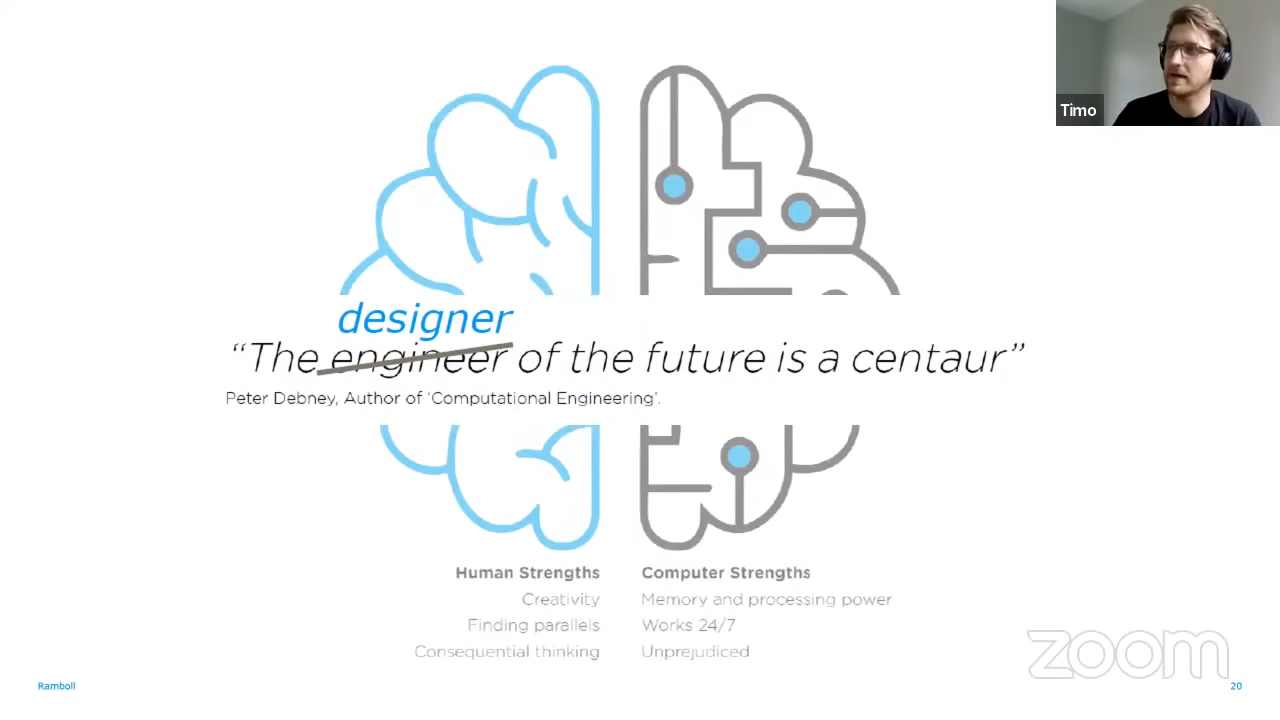 Timo
designer
“The engineer of the future is a centaur”
Peter Debney, Author of ‘Computational Engineering’.
Human Strengths
Creativity
Finding parallels
Consequential thinking
Computer Strengths
Memory and processing power
Works 24/7
Unprejudiced
zoom
Ramboll
20